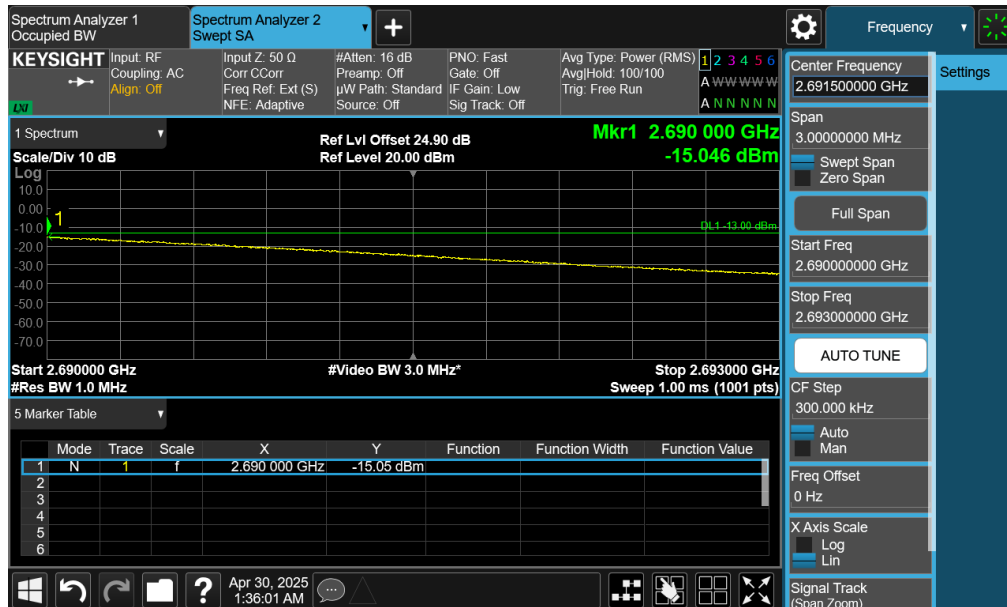 Spectrum Analyzer 1
Occupied BW
Spectrum Analyzer 2
Swept SA
Frequency
KEYSIGHT
LXI
Input: RF
Coupling: AC
Align: Off
Input Z: 50 Ω
Corr CCorr
Freq Ref: Ext (S)
NFE: Adaptive
#Atten: 16 dB
Preamp: Off
µW Path: Standard
Source: Off
PNO: Fast
Gate: Off
IF Gain: Low
Sig Track: Off
Avg Type: Power (RMS)
Avg|Hold: 100/100
Trig: Free Run
1 2 3 4 5 6
A W W W W W
A N N N N N
1 Spectrum
Scale/Div 10 dB
Ref Lvl Offset 24.90 dB
Ref Level 20.00 dBm
Mkr1 2.690 000 GHz
-15.046 dBm
Log
10.0
0.00
-10.0
-20.0
-30.0
-40.0
-50.0
-60.0
-70.0
1
DL1 -13.00 dBm
Start 2.690000 GHz
#Res BW 1.0 MHz
#Video BW 3.0 MHz*
Stop 2.693000 GHz
Sweep 1.00 ms (1001 pts)
5 Marker Table
Mode Trace Scale X Y Function Function Width Function Value
1 N 1 f 2.690 000 GHz -15.05 dBm
2
3
4
5
6
Center Frequency
2.691500000 GHz
Settings
Span
3.00000000 MHz
Swept Span
Zero Span
Full Span
Start Freq
2.690000000 GHz
Stop Freq
2.693000000 GHz
AUTO TUNE
CF Step
300.000 kHz
Auto
Man
Freq Offset
0 Hz
X Axis Scale
Log
Lin
Signal Track
(Span Zoom)
?
Apr 30, 2025
1:36:01 AM